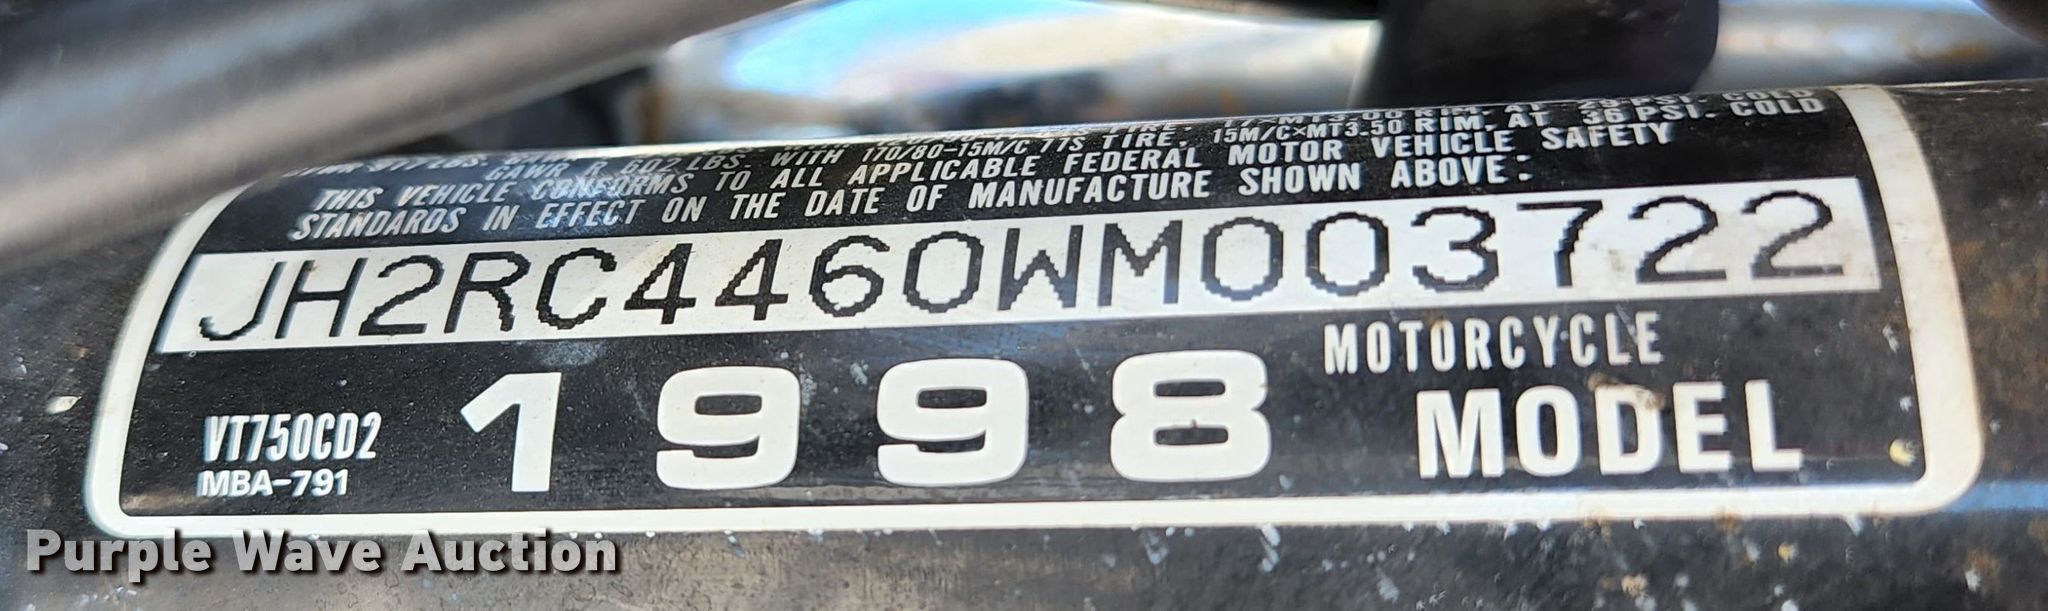 LBS. 
GAWR R 602 LBS. WITH 170/80-15M/C 77S TIRE, 15M/C×MT3.50 RIM, AT 36 PSI. COLD
THIS VEHICLE CONFORMS TO ALL APPLICABLE FEDERAL MOTOR VEHICLE SAFETY
STANDARDS IN EFFECT ON THE DATE OF MANUFACTURE SHOWN ABOVE:
JH2RC4460WM003722
MOTORCYCLE
VT750CD2 1998 MODEL
MBA-791
Purple Wave Auction